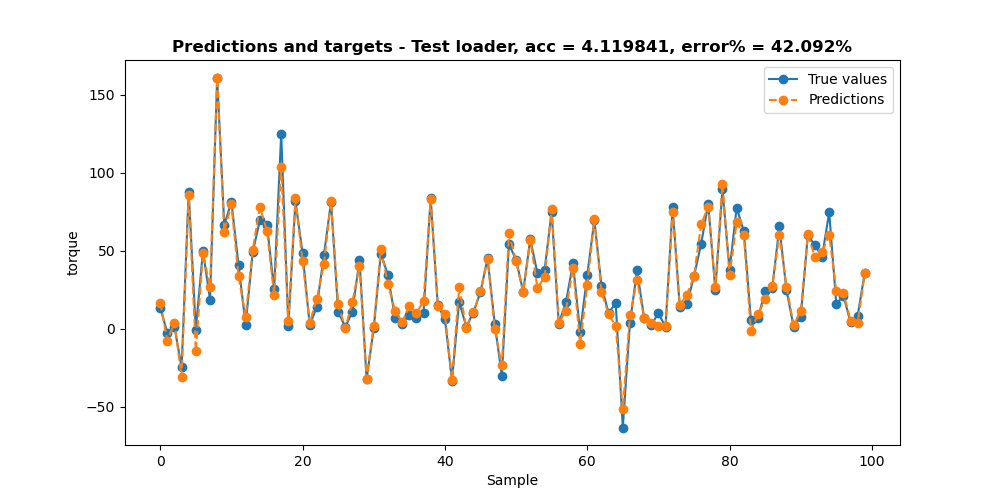 Predictions and targets - Test loader, acc = 4.119841, error% = 42.092%
True values
Predictions
150
100
50
0
−50
torque
0 20 40 60 80 100
Sample